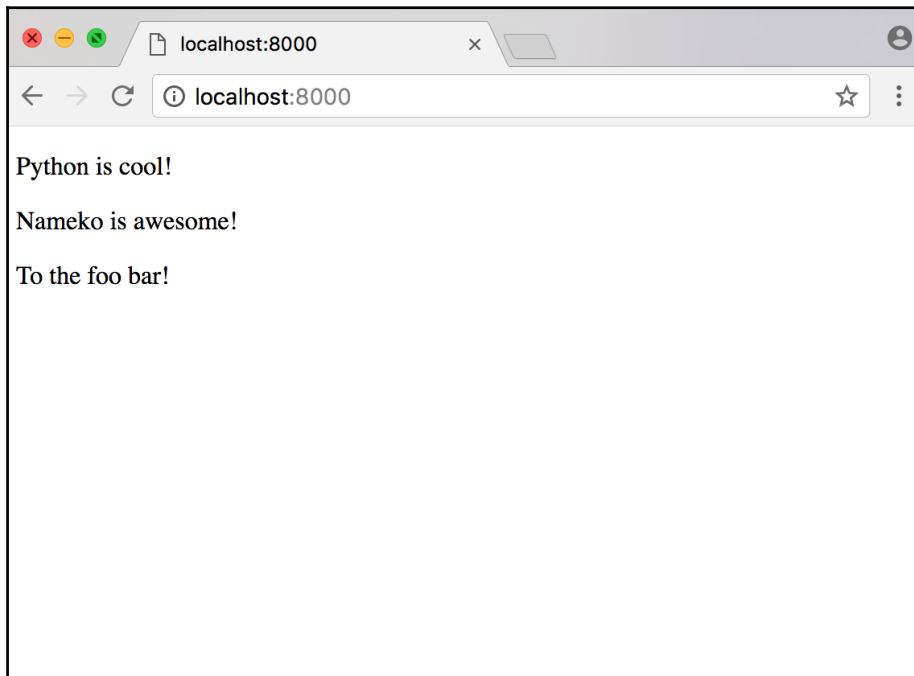 localhost:8000
localhost:8000
Python is cool!
Nameko is awesome!
To the foo bar!